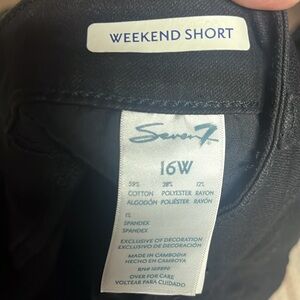 WEEKEND SHORT
Seven7
16W
59% 28% 12%
COTTON POLYESTER RAYON
ALGODÓN POLIÉSTER RAYÓN
1%
SPANDEX
SPANDEX
EXCLUSIVE OF DECORATION
EXCLUSIVO DE DECORACIÓN
MADE IN CAMBODIA
HECHO EN CAMBOYA
OVER FOR CARE
VOLTEAR PARA CUIDADO